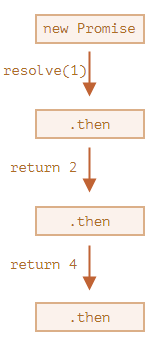 new Promise
resolve(1)
.then
return 2
.then
return 4
.then